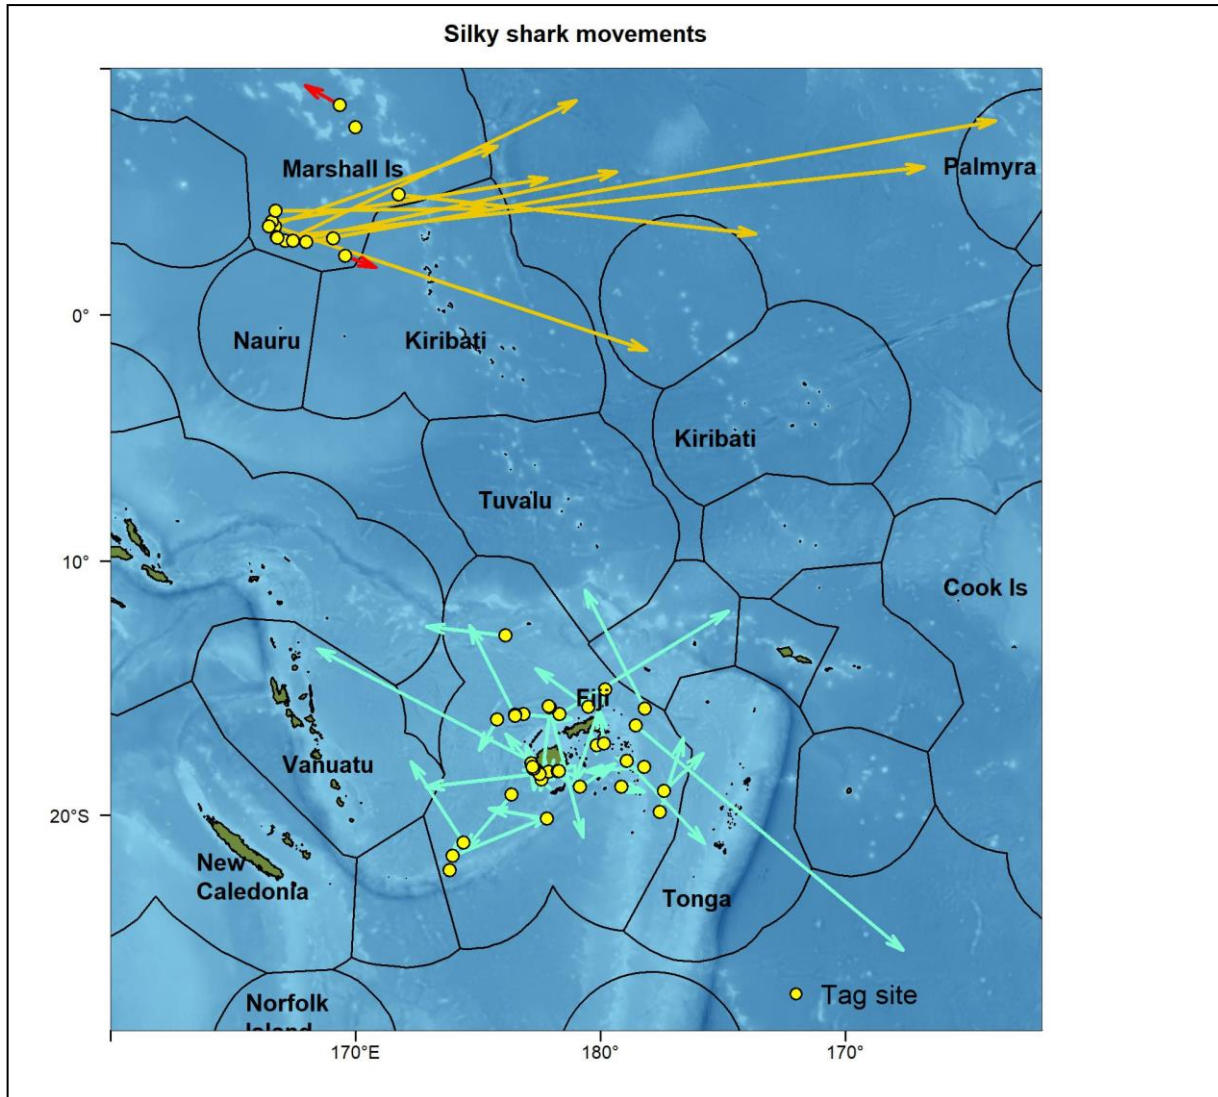 Silky shark movements
Marshall Is
Palmyra
0°
Nauru
Kiribati
Kiribati
Tuvalu
10°
Cook Is
Fiji
Vanuatu
20°S
New
Caledonia
Tonga
Tag site
Norfolk
Island
170°E
180°
170°